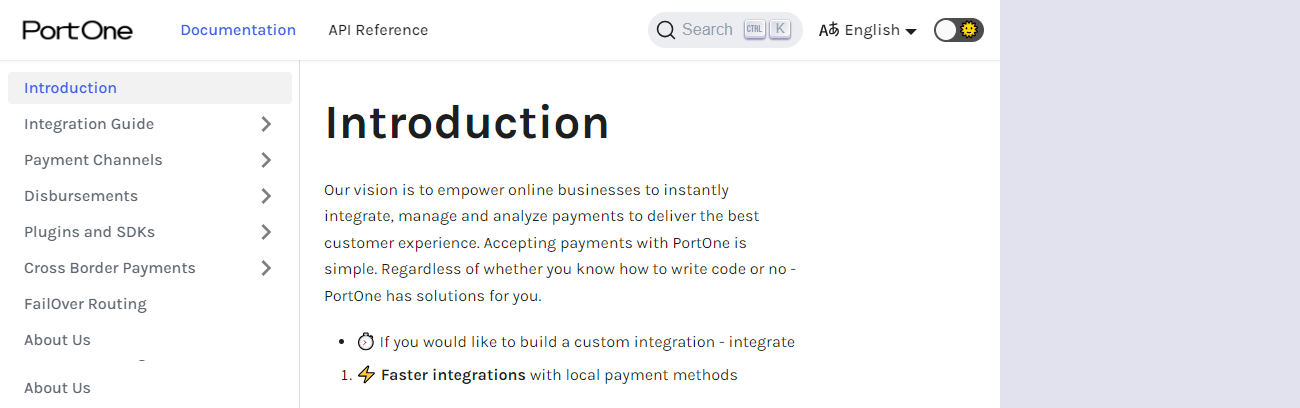 PortOne Documentation API Reference Search CTRL K English
Introduction
Integration Guide
Payment Channels
Disbursements
Plugins and SDKs
Cross Border Payments
FailOver Routing
About Us
About Us
Introduction
Our vision is to empower online businesses to instantly
integrate, manage and analyze payments to deliver the best
customer experience. Accepting payments with PortOne is
simple. Regardless of whether you know how to write code or no -
PortOne has solutions for you.
• ⏱ If you would like to build a custom integration - integrate
1. ⚡ Faster integrations with local payment methods